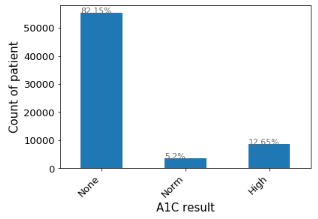 82.15%
50000
40000
30000
20000
10000
0
Count of patient
5.2%
12.65%
None
Norm
High
A1C result